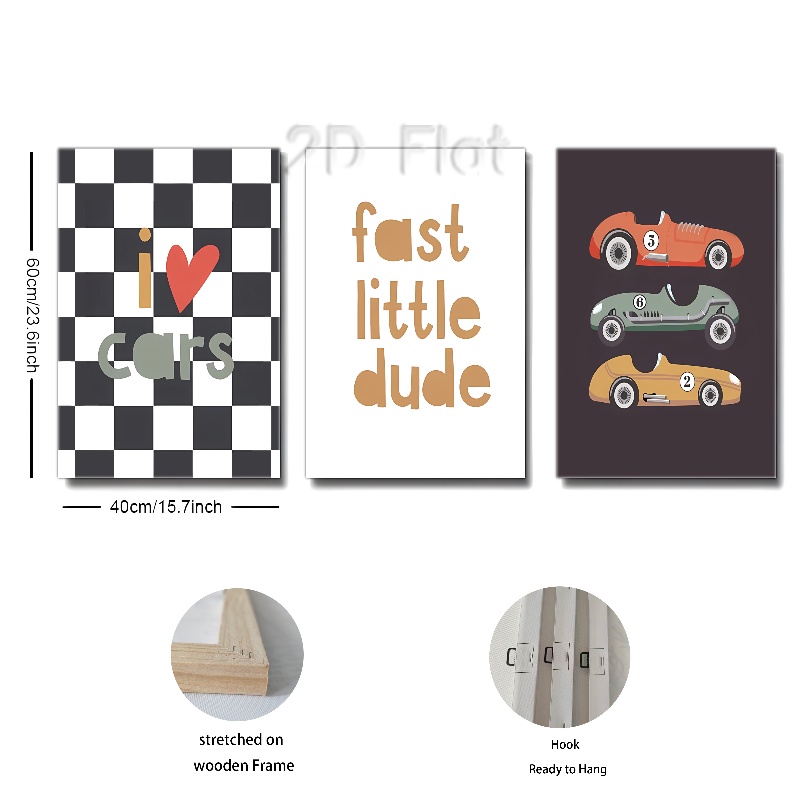 2D Flat
60cm/23.6inch
i
cars
fast
little
dude
5
6
2
40cm/15.7inch
stretched on
wooden Frame
Hook
Ready to Hang